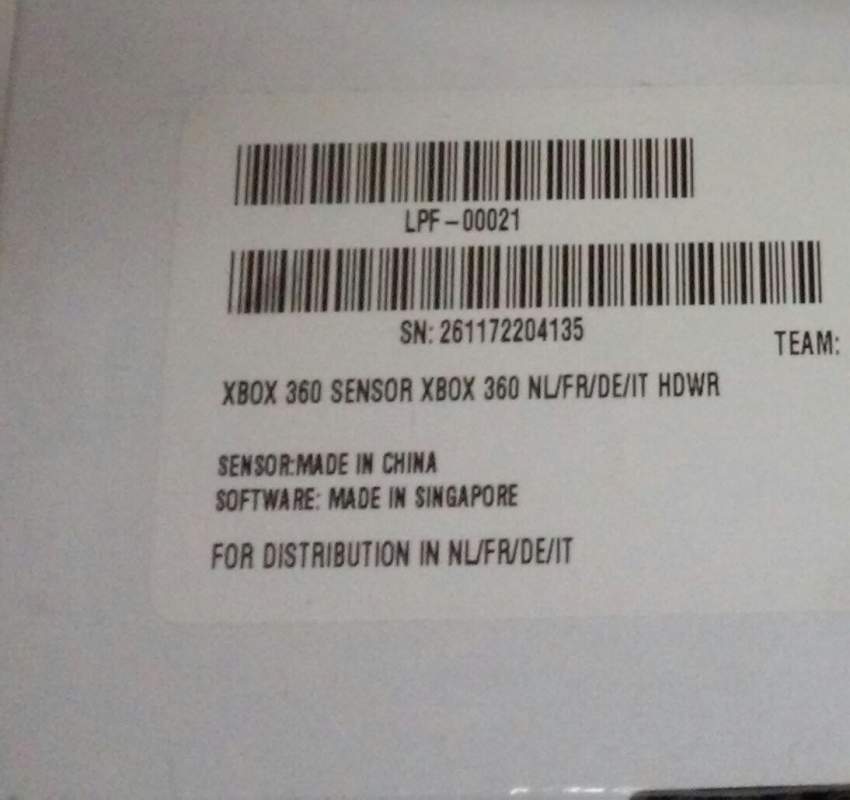 LPF-00021
SN: 261172204135
TEAM:
XBOX 360 SENSOR XBOX 360 NL/FR/DE/IT HDWR
SENSOR:MADE IN CHINA
SOFTWARE: MADE IN SINGAPORE
FOR DISTRIBUTION IN NL/FR/DE/IT